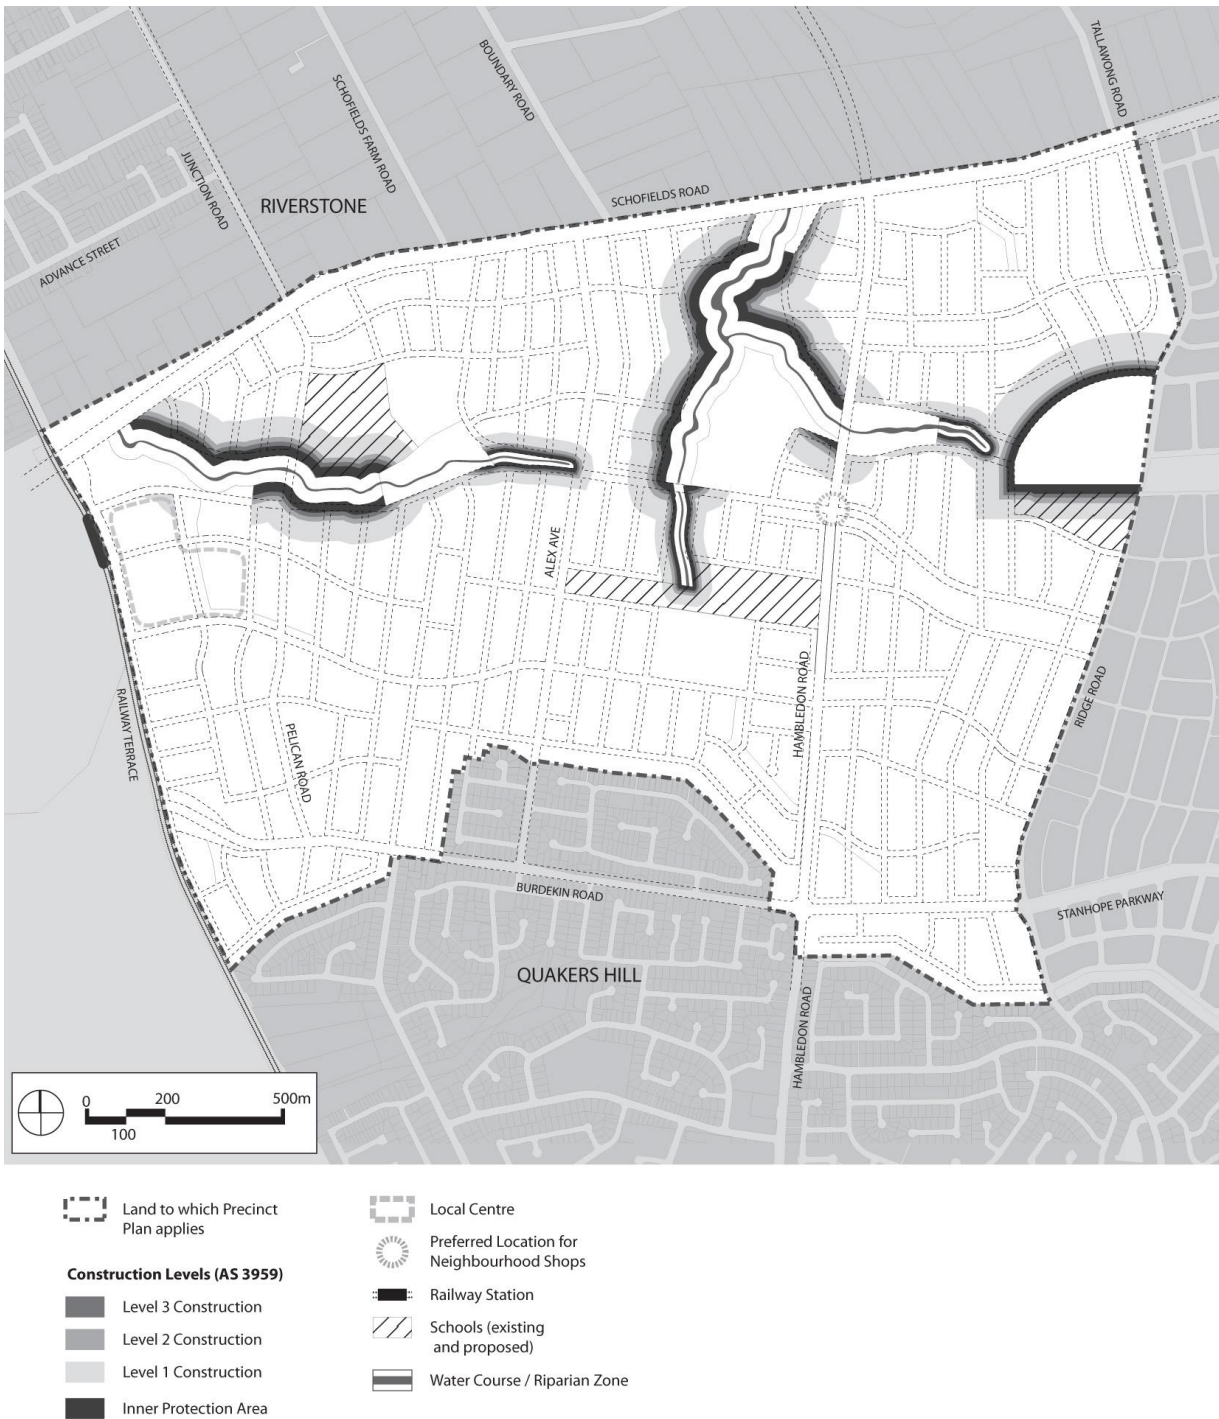 TALLAWONG ROAD
BOUNDARY ROAD
SCHOFIELDS FARM ROAD
JUNCTION ROAD
RIVERSTONE
SCHOFIELDS ROAD
ADVANCE STREET
ALEX AVE
HAMBLEDON ROAD
RIDGE ROAD
RAILWAY TERRACE
PELICAN ROAD
BURDEKIN ROAD
STANHOPE PARKWAY
QUAKERS HILL
HAMBLEDON ROAD
0 200 500m
100
Land to which Precinct
Plan applies
Construction Levels (AS 3959)
Level 3 Construction
Level 2 Construction
Level 1 Construction
Inner Protection Area
Local Centre
Preferred Location for
Neighbourhood Shops
Railway Station
Schools (existing
and proposed)
Water Course / Riparian Zone